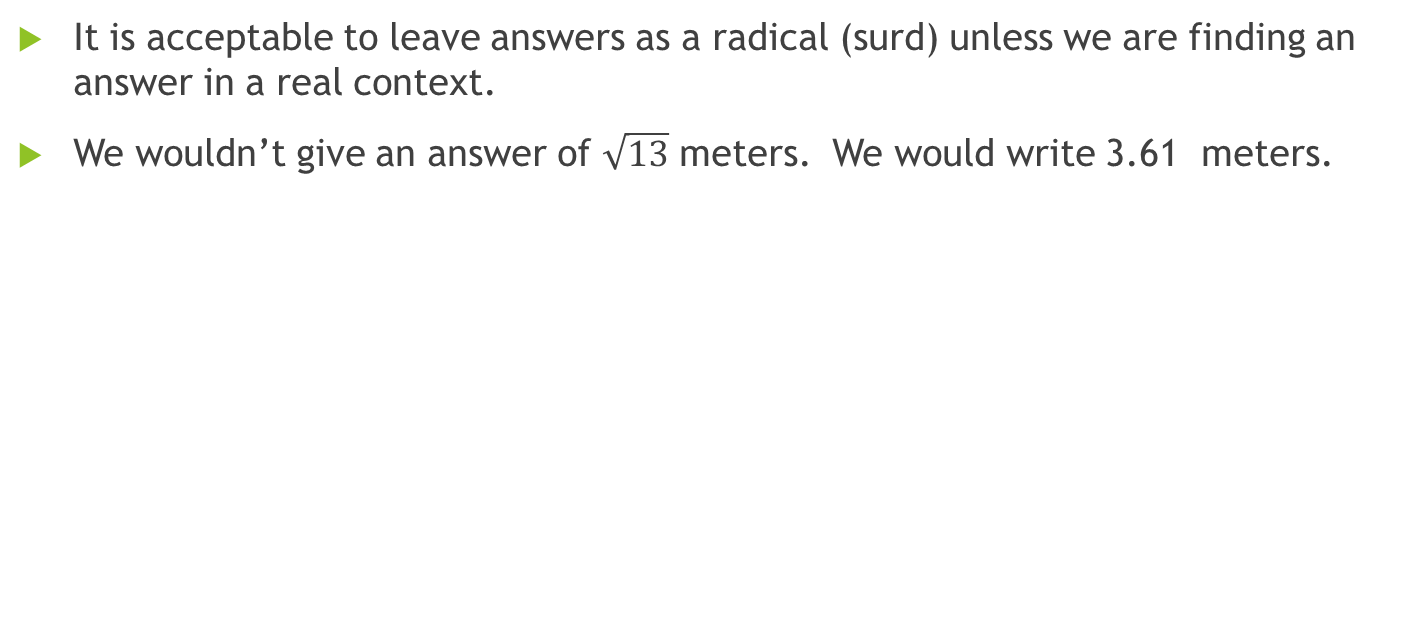 ► It is acceptable to leave answers as a radical (surd) unless we are finding an
answer in a real context.
► We wouldn’t give an answer of √13 meters.  We would write 3.61  meters.